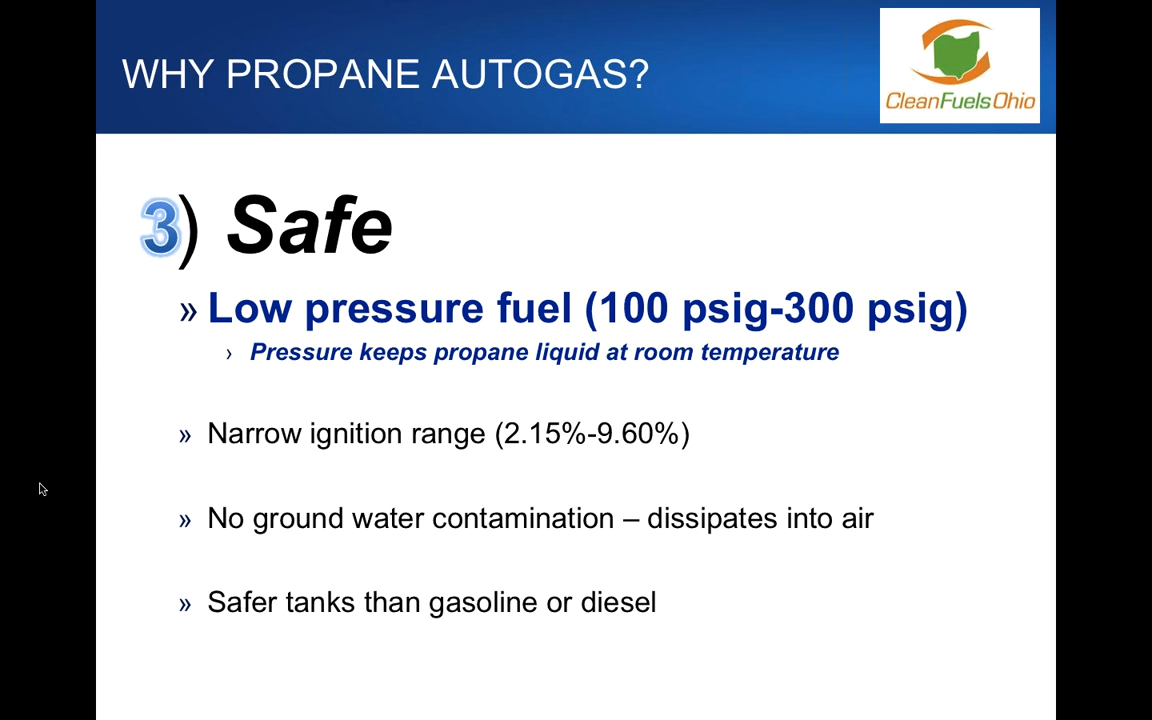 WHY PROPANE AUTOGAS?
CleanFuelsOhio
3) Safe
» Low pressure fuel (100 psig-300 psig)
› Pressure keeps propane liquid at room temperature
» Narrow ignition range (2.15%-9.60%)
» No ground water contamination – dissipates into air
» Safer tanks than gasoline or diesel